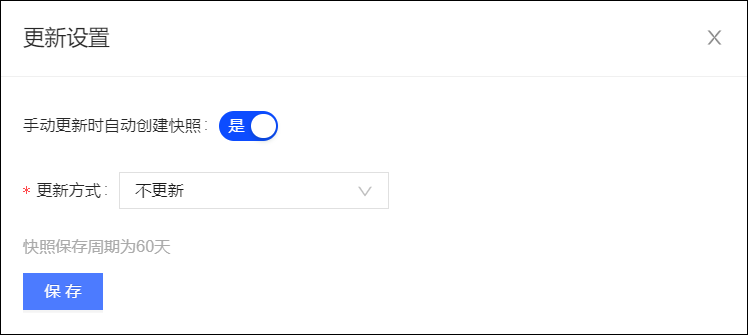 更新设置
手动更新时自动创建快照: 是
* 更新方式: 不更新
快照保存周期为60天
保 存